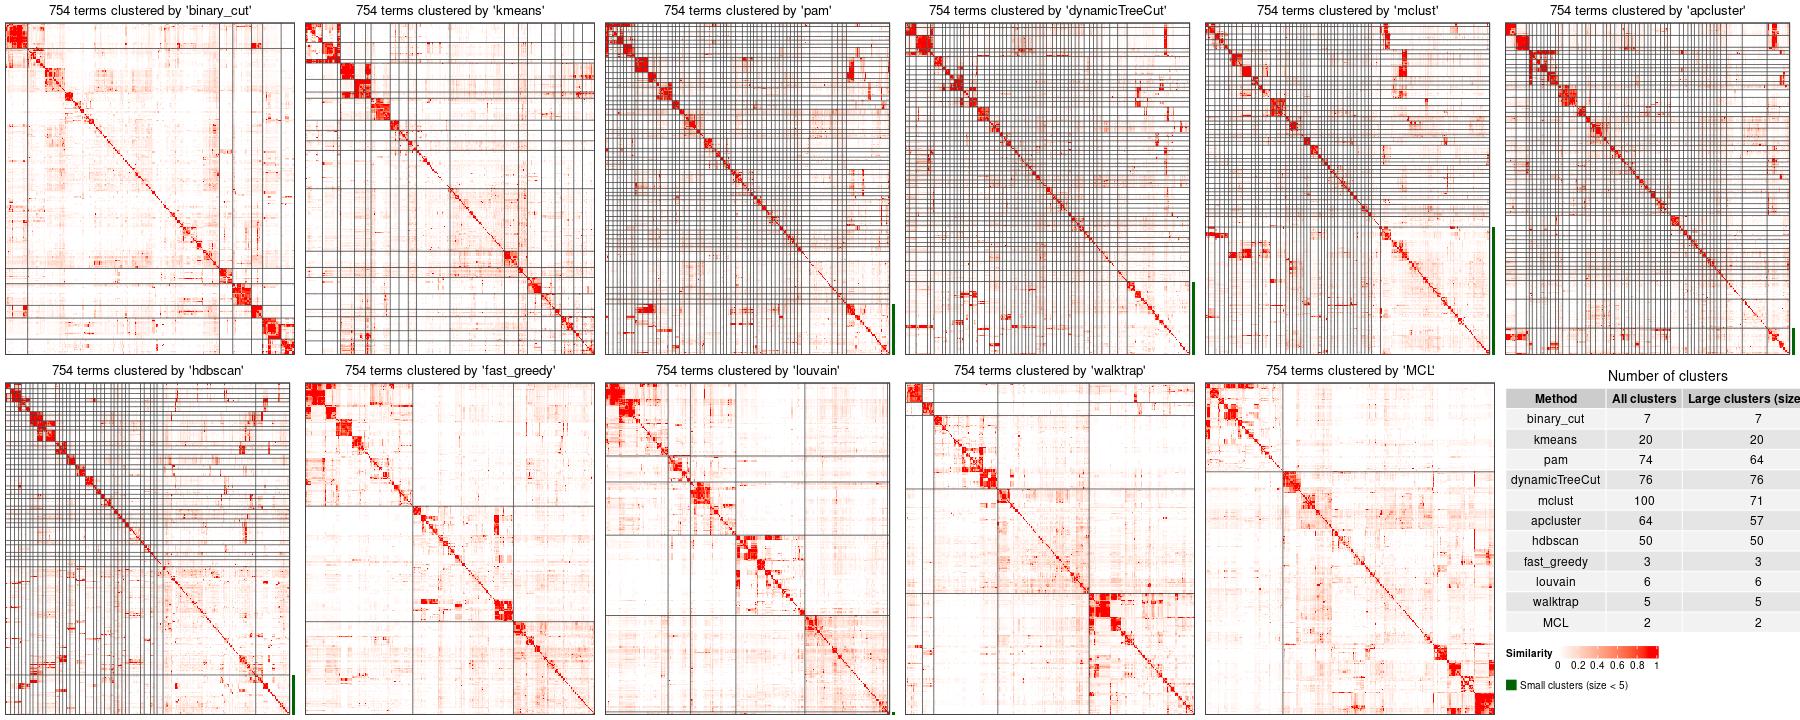 754 terms clustered by 'binary_cut'
754 terms clustered by 'kmeans'
754 terms clustered by 'pam'
754 terms clustered by 'dynamicTreeCut'
754 terms clustered by 'mclust'
754 terms clustered by 'apcluster'
754 terms clustered by 'hdbscan'
754 terms clustered by 'fast_greedy'
754 terms clustered by 'louvain'
754 terms clustered by 'walktrap'
754 terms clustered by 'MCL'
Number of clusters
Method All clusters Large clusters (size
binary_cut 7 7
kmeans 20 20
pam 74 64
dynamicTreeCut 76 76
mclust 100 71
apcluster 64 57
hdbscan 50 50
fast_greedy 3 3
louvain 6 6
walktrap 5 5
MCL 2 2
Similarity
0 0.2 0.4 0.6 0.8 1
Small clusters (size < 5)